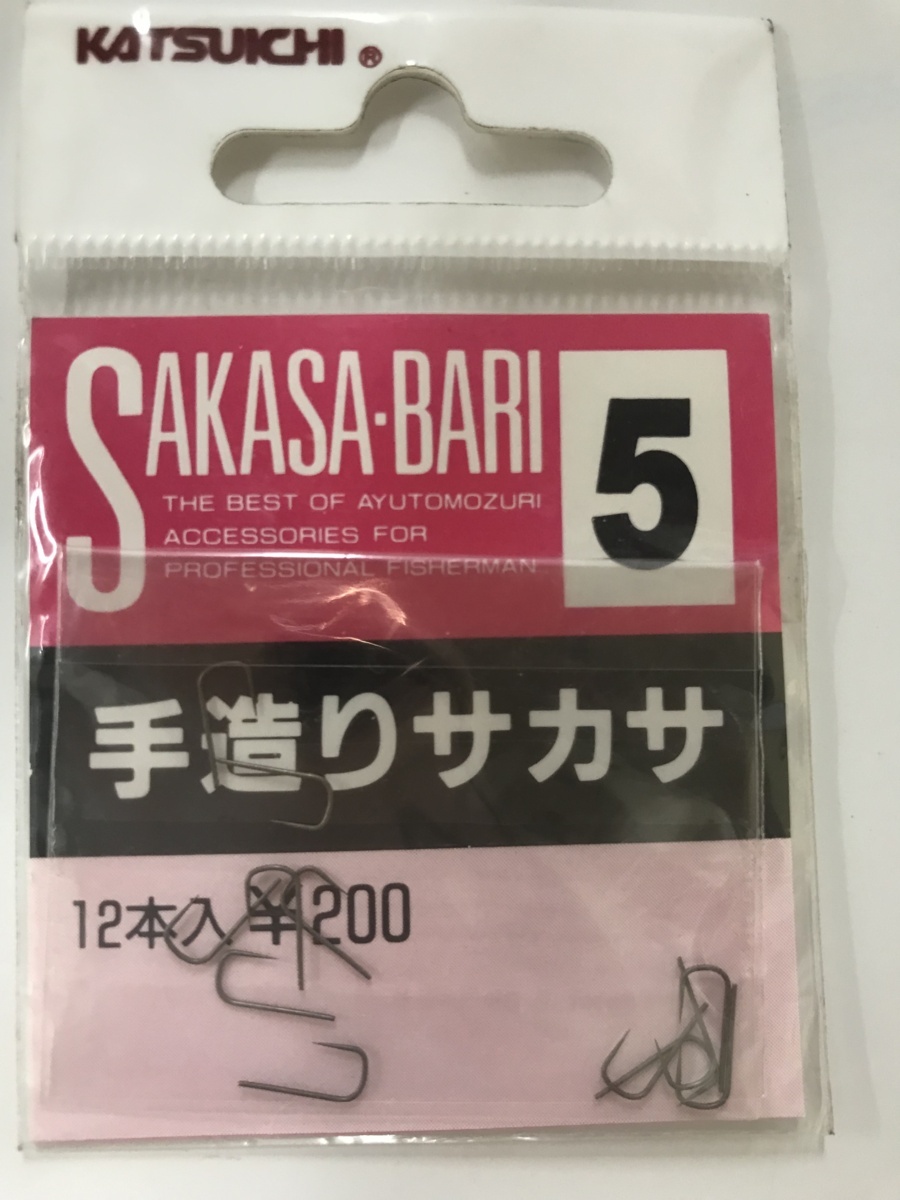 KATSUICHI®
SAKASA·BARI
5
THE BEST OF AYUTOMOZURI
ACCESSORIES FOR
PROFESSIONAL FISHERMAN
手造りサカサ
12本入 ¥200